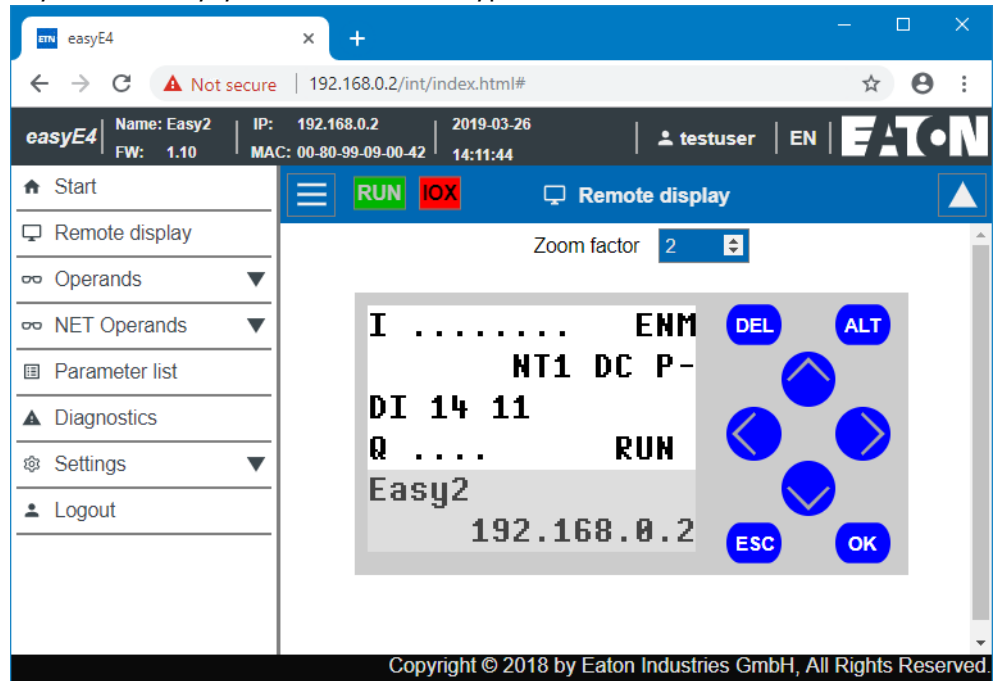 easyE4
Not secure | 192.168.0.2/int/index.html#
easyE4 | Name: Easy2 | IP: 192.168.0.2 | 2019-03-26 | testuser | EN | EATON
FW: 1.10 MAC: 00-80-99-09-00-42 14:11:44
Start
Remote display
Operands
NET Operands
Parameter list
Diagnostics
Settings
Logout
RUN IOX Remote display
Zoom factor 2
I ........ ENM
NT1 DC P-
DI 14 11
Q .... RUN
Easy2
192.168.0.2
DEL ALT
ESC OK
Copyright © 2018 by Eaton Industries GmbH, All Rights Reserved.